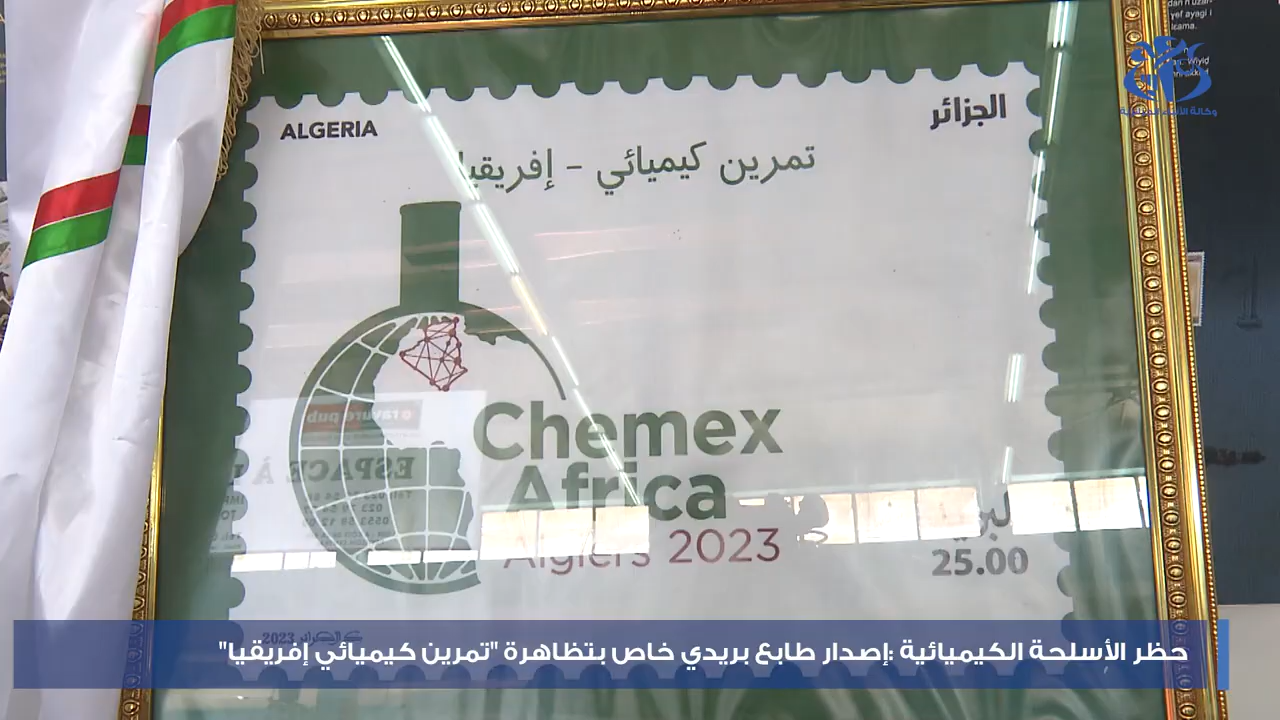 ALGERIA
الجزائر
تمرين كيميائي - إفريقيا
Chemex
Africa
Algiers 2023
25.00
2023
حظر الأسلحة الكيميائية :إصدار طابع بريدي خاص بتظاهرة "تمرين كيميائي إفريقيا"